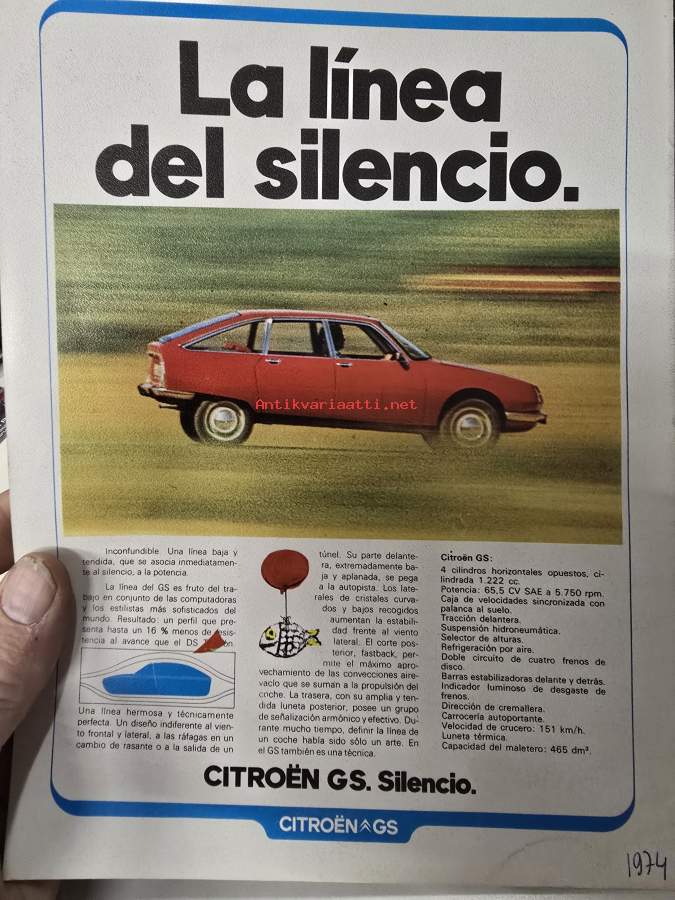 La línea
del silencio.
Antikvariaatti.net
Inconfundible. Una línea baja y
tendida, que se asocia inmediatamen-
te al silencio, a la potencia.
La línea del GS es fruto del tra-
bajo en conjunto de las computadoras
y los estilistas más sofisticados del
mundo. Resultado: un perfil que pre-
senta hasta un 16 % menos de resis-
tencia al avance que el DS
Una línea hermosa y técnicamente
perfecta. Un diseño indiferente al vien-
to frontal y lateral, a las ráfagas en un
cambio de rasante o a la salida de un
túnel. Su parte delante-
ra, extremadamente ba-
ja y aplanada, se pega
a la autopista. Los late-
rales de cristales curva-
dos y bajos recogidos
aumentan la estabili-
dad frente al viento
lateral. El corte pos-
terior, fastback, per-
mite el máximo apro-
vechamiento de las convecciones aire-
vacío que se suman a la propulsión del
coche. La trasera, con su amplia y ten-
dida luneta posterior, posee un grupo
de señalización armónico y efectivo. Du-
rante mucho tiempo, definir la línea de
un coche había sido sólo un arte. En
el GS también es una técnica.
Citroën GS:
4 cilindros horizontales opuestos, ci-
lindrada 1.222 cc.
Potencia: 65,5 CV SAE a 5.750 rpm.
Caja de velocidades sincronizada con
palanca al suelo.
Tracción delantera.
Suspensión hidroneumática.
Selector de alturas.
Refrigeración por aire.
Doble circuito de cuatro frenos de
disco.
Barras estabilizadoras delante y detrás.
Indicador luminoso de desgaste de
frenos.
Dirección de cremallera.
Carrocería autoportante.
Velocidad de crucero: 151 km/h.
Luneta térmica.
Capacidad del maletero: 465 dm³.
CITROËN GS. Silencio.
CITROËN GS
1974